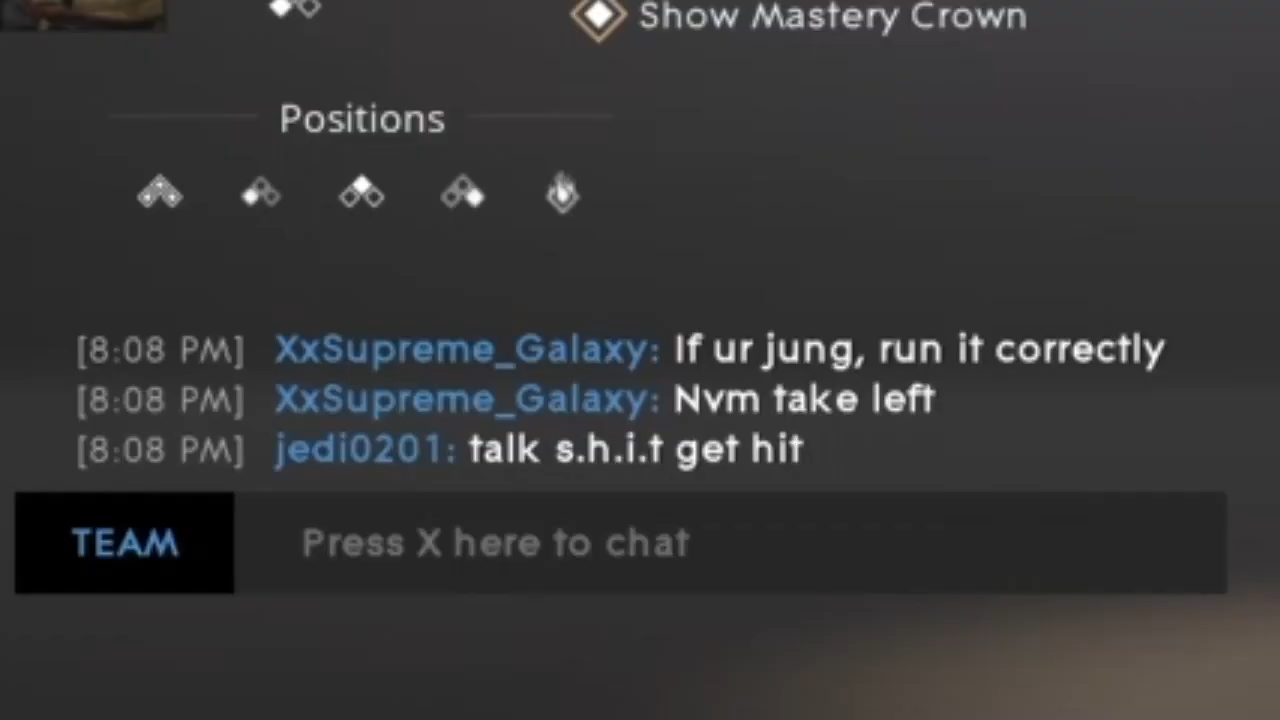 Show Mastery Crown
Positions
[8:08 PM] XxSupreme_Galaxy: If ur jung, run it correctly
[8:08 PM] XxSupreme_Galaxy: Nvm take left
[8:08 PM] jedi0201: talk s.h.i.t get hit
TEAM Press X here to chat